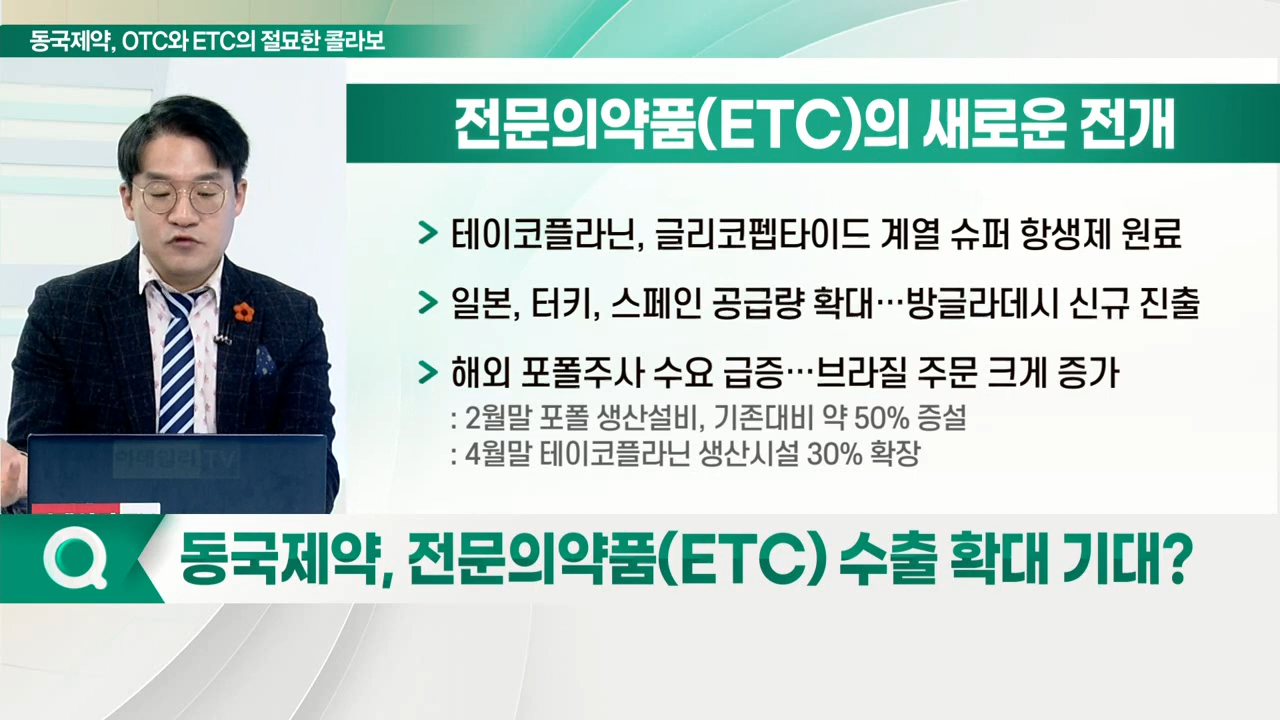 동국제약, OTC와 ETC의 절묘한 콜라보
전문의약품(ETC)의 새로운 전개
> 테이코플라닌, 글리코펩타이드 계열 슈퍼 항생제 원료
> 일본, 터키, 스페인 공급량 확대…방글라데시 신규 진출
> 해외 포폴주사 수요 급증…브라질 주문 크게 증가
: 2월말 포폴 생산설비, 기존대비 약 50% 증설
: 4월말 테이코플라닌 생산시설 30% 확장
이데일리 TV
Q 동국제약, 전문의약품(ETC) 수출 확대 기대?